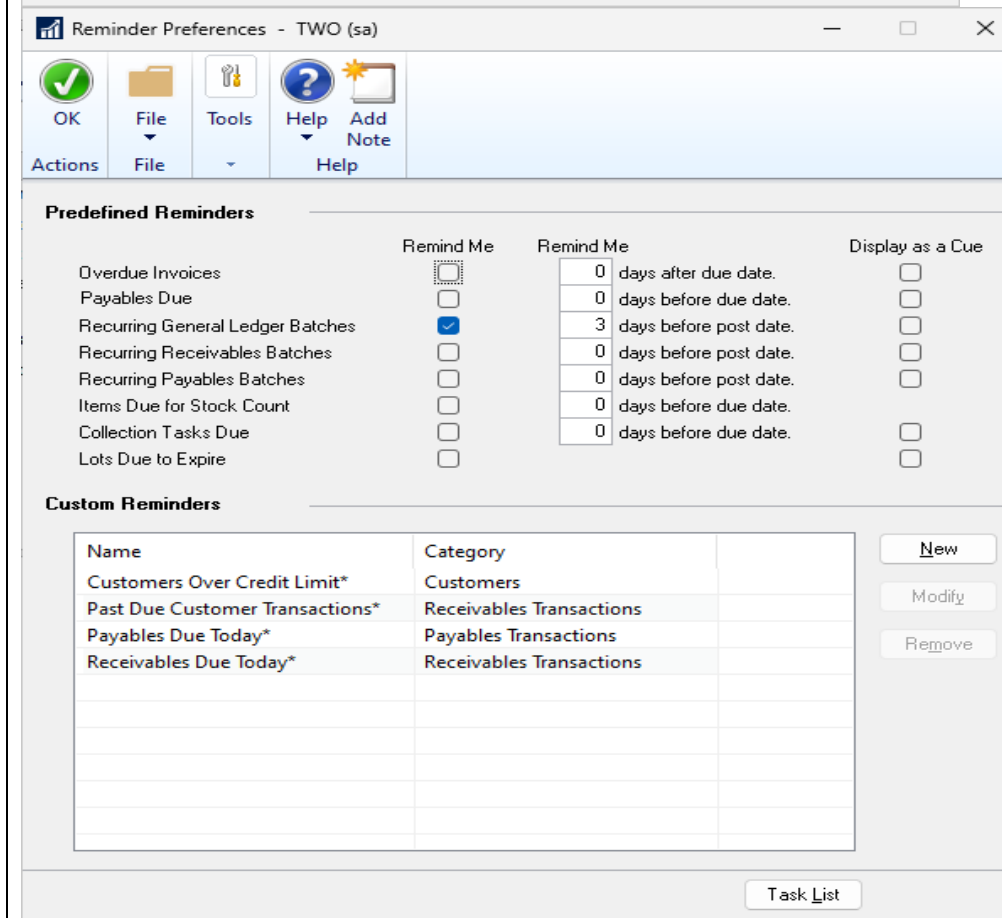 Reminder Preferences - TWO (sa)
OK File Tools Help Add Note
Actions File Help
Predefined Reminders
Remind Me Remind Me Display as a Cue
Overdue Invoices 0 days after due date.
Payables Due 0 days before due date.
Recurring General Ledger Batches 3 days before post date.
Recurring Receivables Batches 0 days before post date.
Recurring Payables Batches 0 days before post date.
Items Due for Stock Count 0 days before due date.
Collection Tasks Due 0 days before due date.
Lots Due to Expire
Custom Reminders
Name Category New
Customers Over Credit Limit* Customers
Modify
Past Due Customer Transactions* Receivables Transactions
Payables Due Today* Payables Transactions
Remove
Receivables Due Today* Receivables Transactions
Task List